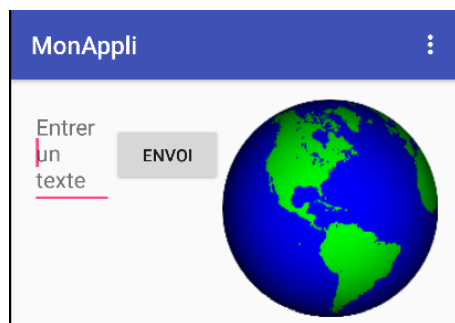 MonAppli
Entrer
un
texte
ENVOI